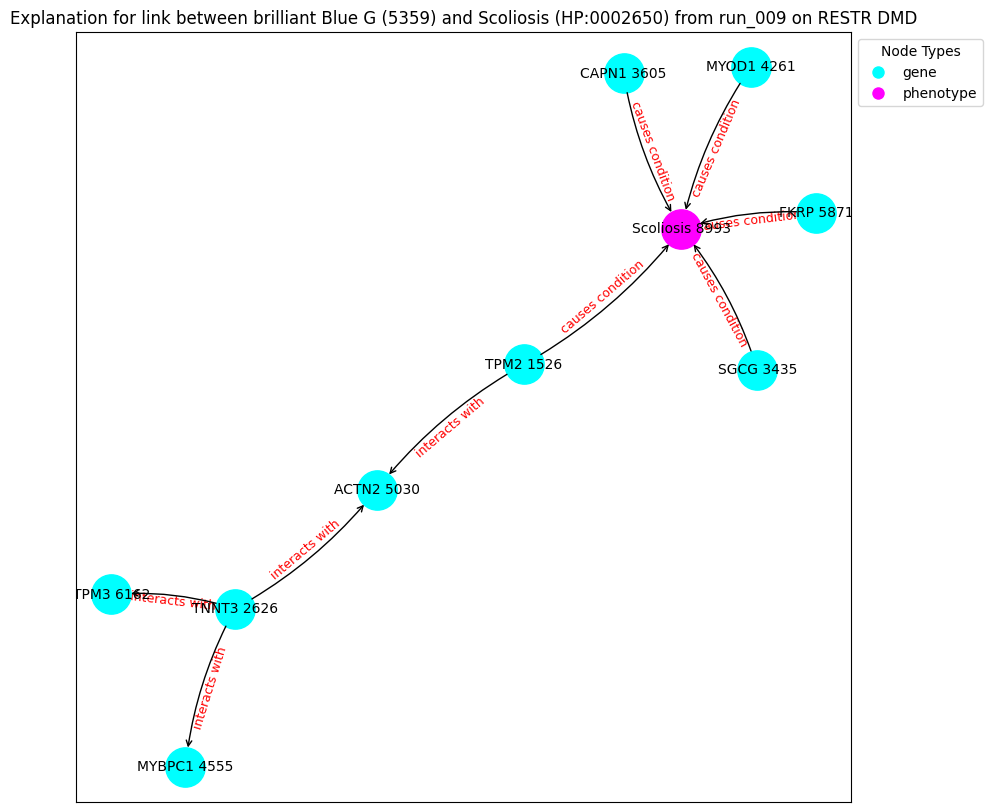 Explanation for link between brilliant Blue G (5359) and Scoliosis (HP:0002650) from run_009 on RESTR DMD
Node Types
gene
phenotype
CAPN1 3605
MYOD1 4261
causes condition
causes condition
FKRP 5871
causes condition
Scoliosis 8993
causes condition
causes condition
TPM2 1526
SGCG 3435
interacts with
ACTN2 5030
interacts with
TPM3 6162
interacts with
TNNT3 2626
interacts with
MYBPC1 4555